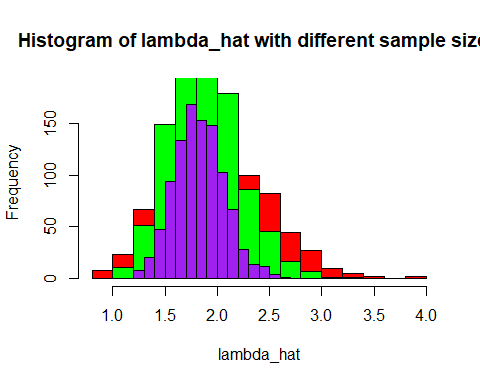 Histogram of lambda_hat with different sample size
Frequency
150
100
50
0
1.0 1.5 2.0 2.5 3.0 3.5 4.0
lambda_hat